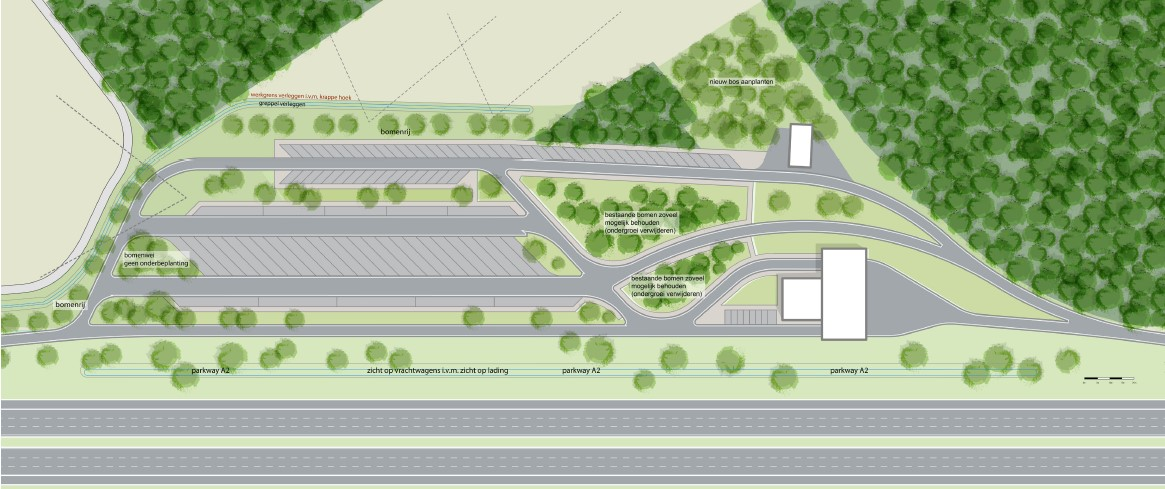 nieuw bos aanplanten
werkgrens verleggen i.v.m. krappe hoek
greppel verleggen
bomenrij
bestaande bomen zoveel
mogelijk behouden
(ondergroei verwijderen)
bomenwei
geen onderbeplanting
bestaande bomen zoveel
mogelijk behouden
(ondergroei verwijderen)
bomenrij
parkway A2
zicht op vrachtwagens i.v.m. zicht op lading
parkway A2
parkway A2